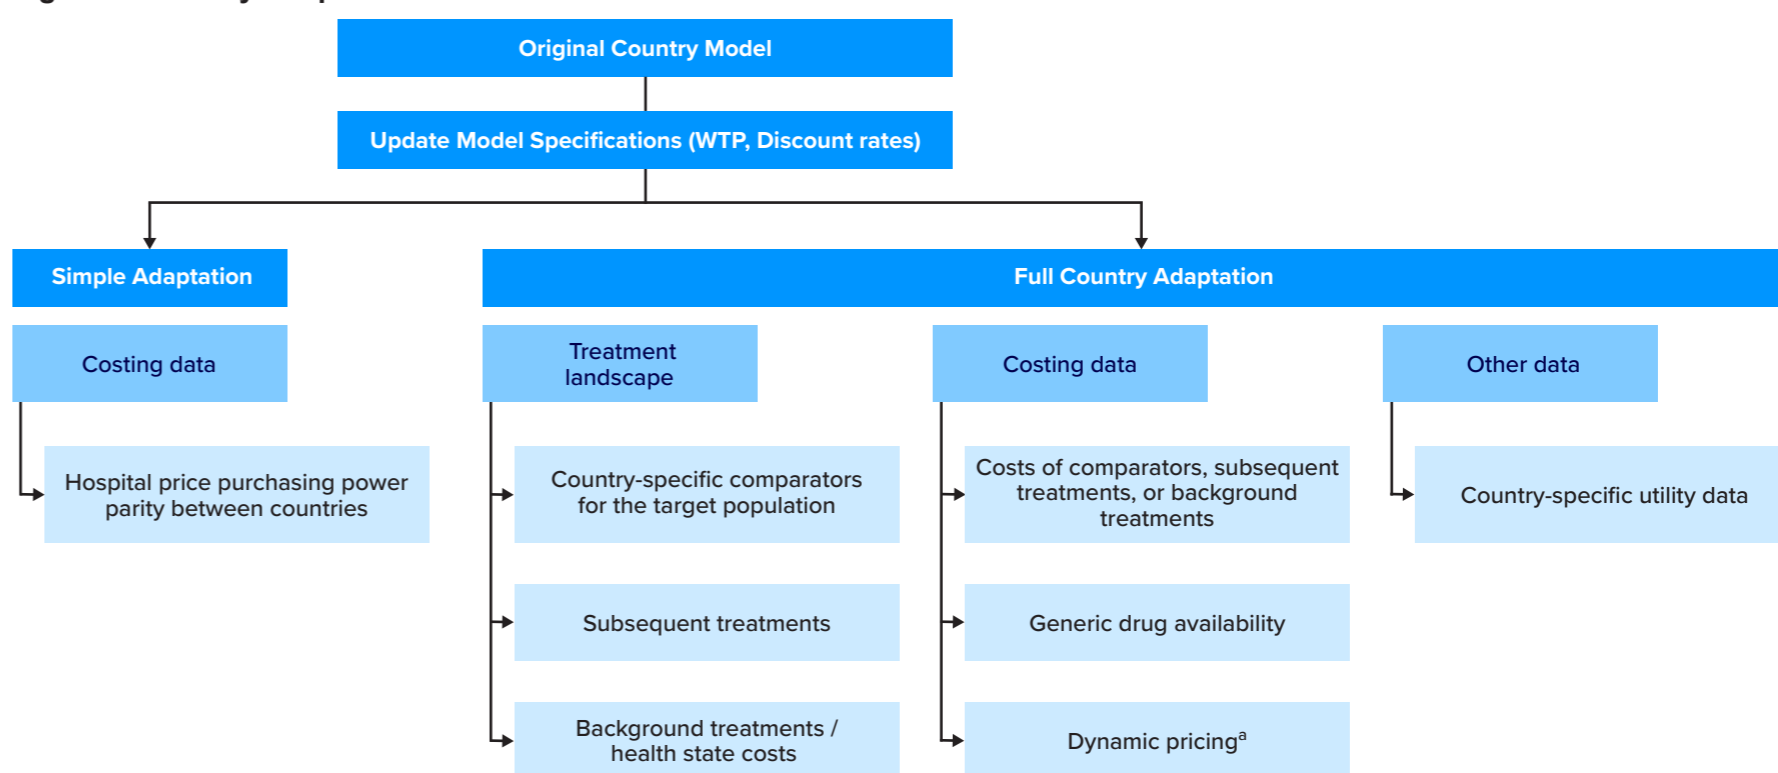 Original Country Model
Update Model Specifications (WTP, Discount rates)
Simple Adaptation
Full Country Adaptation
Costing data
Treatment
landscape
Costing data
Other data
Hospital price purchasing power
parity between countries
Country-specific comparators
for the target population
Costs of comparators, subsequent
treatments, or background
treatments
Country-specific utility data
Subsequent treatments
Generic drug availability
Background treatments /
health state costs
Dynamic pricingᵃ